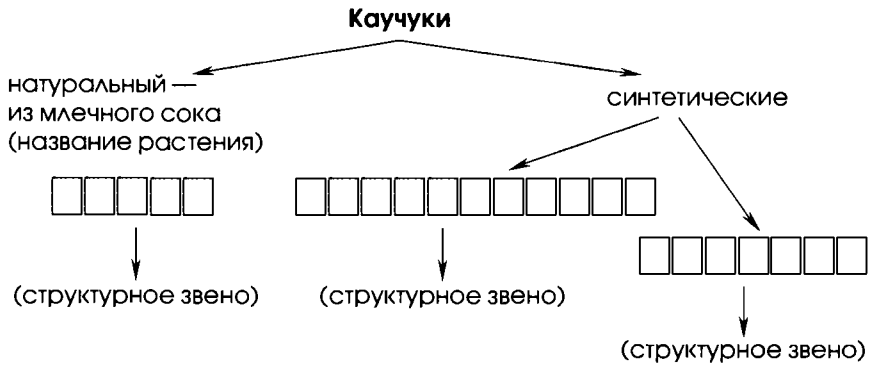 Каучуки
натуральный —
из млечного сока
(название растения)
синтетические
(структурное звено)
(структурное звено)
(структурное звено)